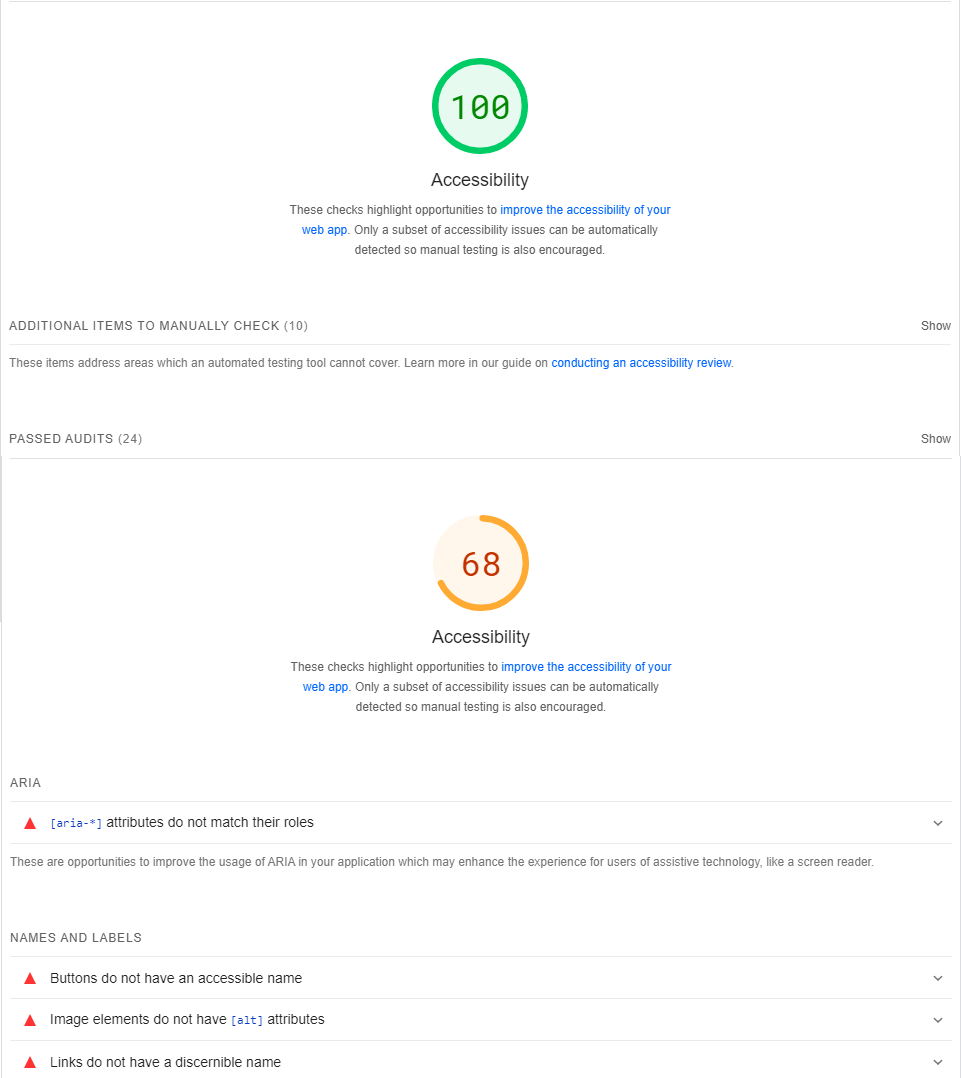 100
Accessibility
These checks highlight opportunities to improve the accessibility of your
web app. Only a subset of accessibility issues can be automatically
detected so manual testing is also encouraged.
ADDITIONAL ITEMS TO MANUALLY CHECK (10) Show
These items address areas which an automated testing tool cannot cover. Learn more in our guide on conducting an accessibility review.
PASSED AUDITS (24) Show
68
Accessibility
These checks highlight opportunities to improve the accessibility of your
web app. Only a subset of accessibility issues can be automatically
detected so manual testing is also encouraged.
ARIA
[aria-*] attributes do not match their roles
These are opportunities to improve the usage of ARIA in your application which may enhance the experience for users of assistive technology, like a screen reader.
NAMES AND LABELS
Buttons do not have an accessible name
Image elements do not have [alt] attributes
Links do not have a discernible name